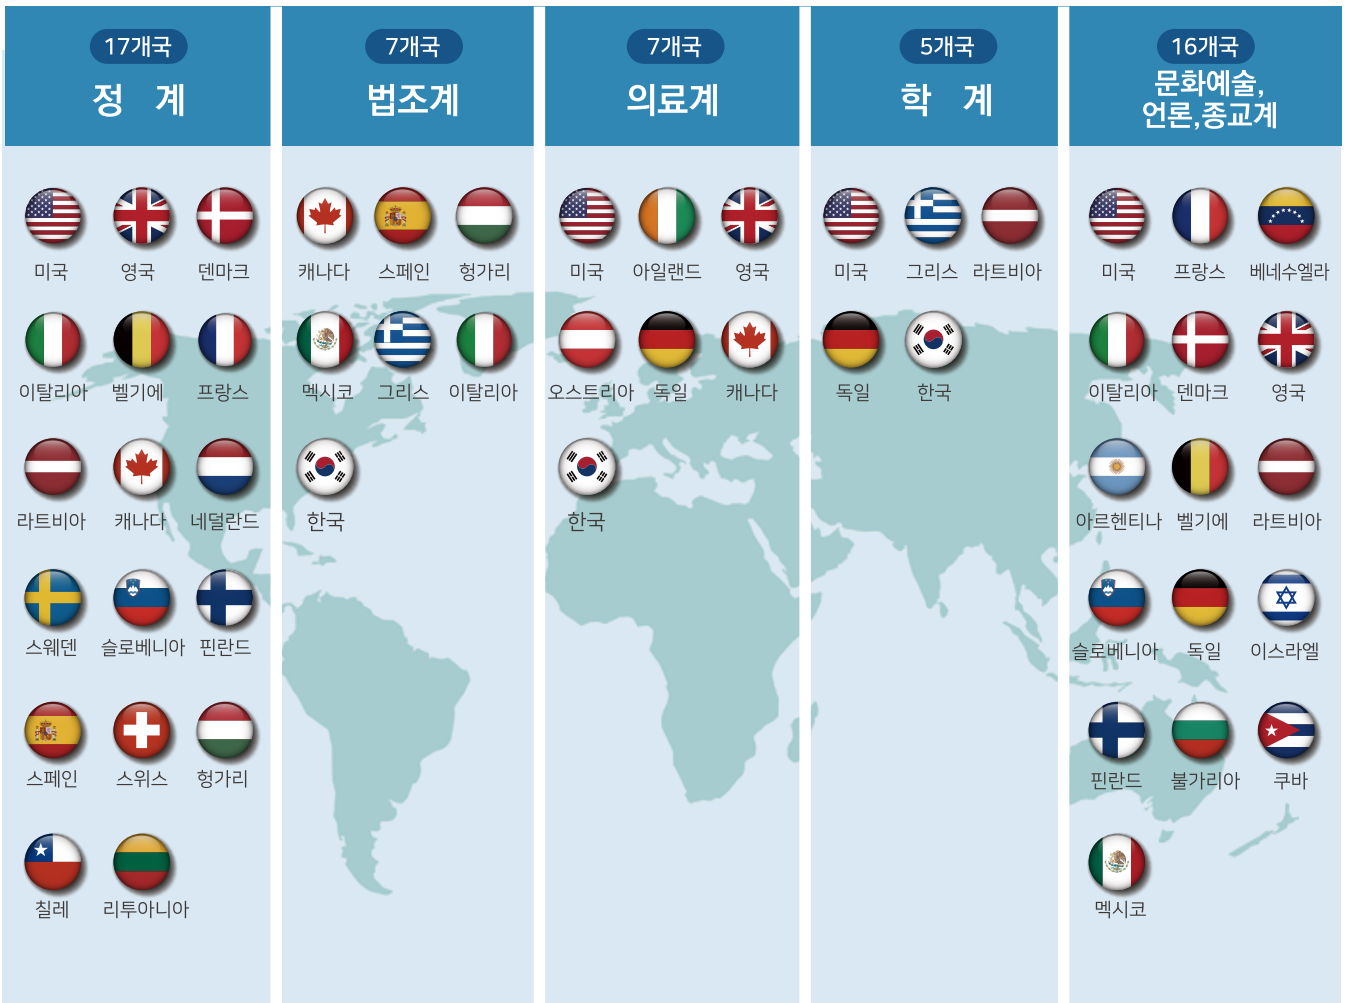 17개국
정 계
미국 영국 덴마크
이탈리아 벨기에 프랑스
라트비아 캐나다 네덜란드
스웨덴 슬로베니아 핀란드
스페인 스위스 헝가리
칠레 리투아니아
7개국
법조계
캐나다 스페인 헝가리
멕시코 그리스 이탈리아
한국
7개국
의료계
미국 아일랜드 영국
오스트리아 독일 캐나다
한국
5개국
학 계
미국 그리스 라트비아
독일 한국
16개국
문화예술,
언론,종교계
미국 프랑스 베네수엘라
이탈리아 덴마크 영국
아르헨티나 벨기에 라트비아
슬로베니아 독일 이스라엘
핀란드 불가리아 쿠바
멕시코